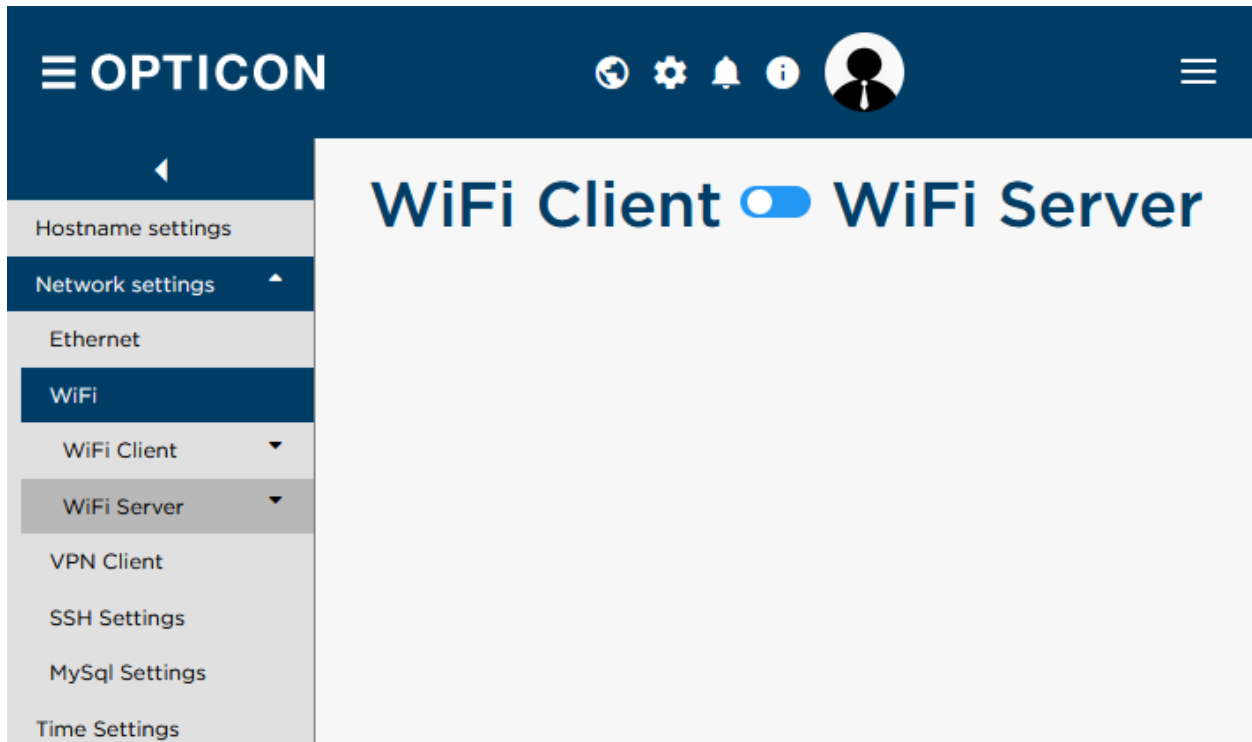 OPTICON
WiFi Client WiFi Server
Hostname settings
Network settings
Ethernet
WiFi
WiFi Client
WiFi Server
VPN Client
SSH Settings
MySql Settings
Time Settings